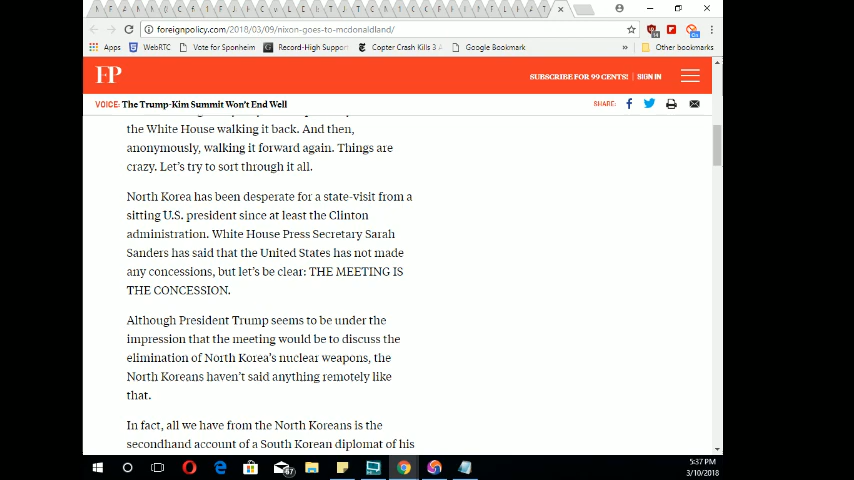 foreignpolicy.com/2018/03/09/nixon-goes-to-mcdonaldland/
Apps WebRTC Vote for Sponheim Record-High Support Copter Crash Kills 3 Google Bookmark » Other bookmarks
FP SUBSCRIBE FOR 99 CENTS! | SIGN IN
VOICE: The Trump-Kim Summit Won't End Well SHARE:
the White House walking it back. And then,
anonymously, walking it forward again. Things are
crazy. Let's try to sort through it all.
North Korea has been desperate for a state-visit from a
sitting U.S. president since at least the Clinton
administration. White House Press Secretary Sarah
Sanders has said that the United States has not made
any concessions, but let's be clear: THE MEETING IS
THE CONCESSION.
Although President Trump seems to be under the
impression that the meeting would be to discuss the
elimination of North Korea's nuclear weapons, the
North Koreans haven't said anything remotely like
that.
In fact, all we have from the North Koreans is the
secondhand account of a South Korean diplomat of his
5:37 PM
3/10/2018